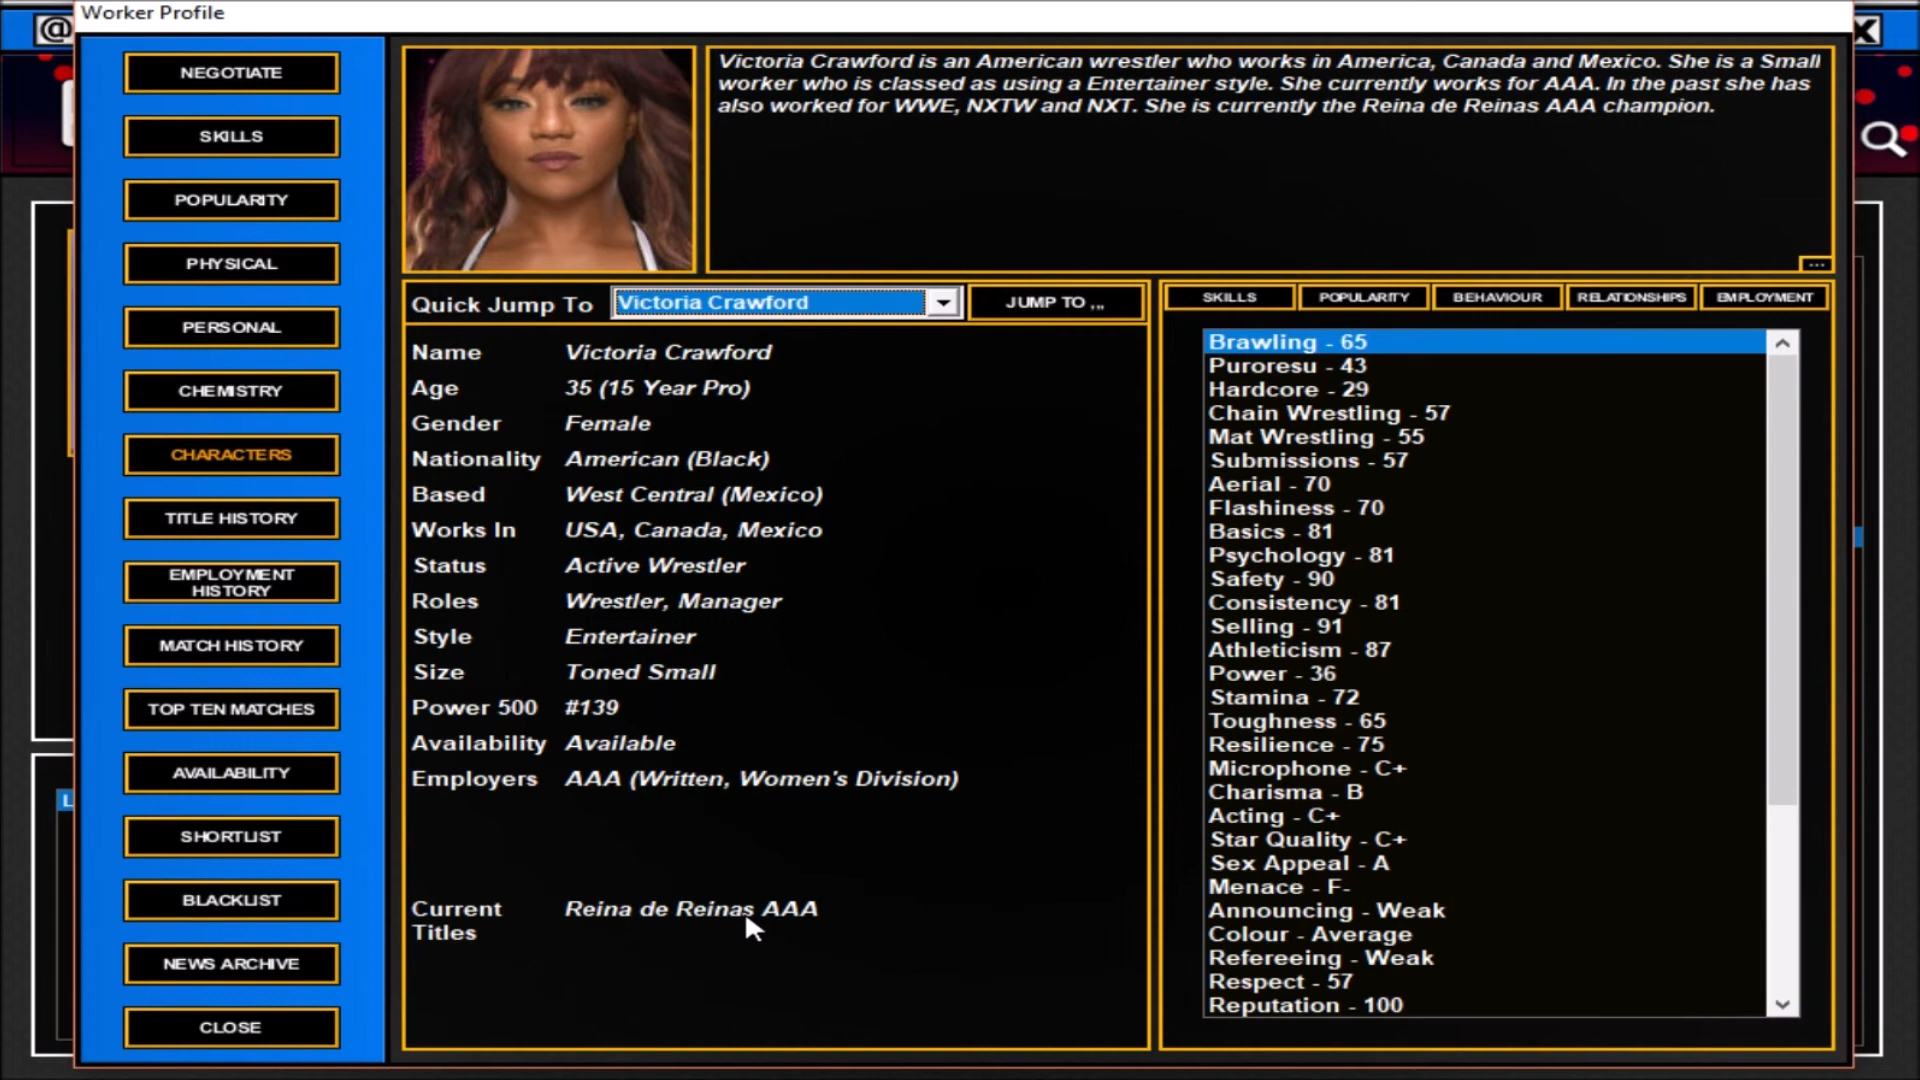 Worker Profile
@
X
NEGOTIATE
SKILLS
POPULARITY
PHYSICAL
PERSONAL
CHEMISTRY
CHARACTERS
TITLE HISTORY
EMPLOYMENT
HISTORY
MATCH HISTORY
TOP TEN MATCHES
AVAILABILITY
SHORTLIST
BLACKLIST
NEWS ARCHIVE
CLOSE
Victoria Crawford is an American wrestler who works in America, Canada and Mexico. She is a Small
worker who is classed as using a Entertainer style. She currently works for AAA. In the past she has
also worked for WWE, NXTW and NXT. She is currently the Reina de Reinas AAA champion.
...
Quick Jump To Victoria Crawford JUMP TO ,,,
Name Victoria Crawford
Age 35 (15 Year Pro)
Gender Female
Nationality American (Black)
Based West Central (Mexico)
Works In USA, Canada, Mexico
Status Active Wrestler
Roles Wrestler, Manager
Style Entertainer
Size Toned Small
Power 500 #139
Availability Available
Employers AAA (Written, Women's Division)
Current Reina de Reinas AAA
Titles
SKILLS POPULARITY BEHAVIOUR RELATIONSHIPS EMPLOYMENT
Brawling - 65
Puroresu - 43
Hardcore - 29
Chain Wrestling - 57
Mat Wrestling - 55
Submissions - 57
Aerial - 70
Flashiness - 70
Basics - 81
Psychology - 81
Safety - 90
Consistency - 81
Selling - 91
Athleticism - 87
Power - 36
Stamina - 72
Toughness - 65
Resilience - 75
Microphone - C+
Charisma - B
Acting - C+
Star Quality - C+
Sex Appeal - A
Menace - F-
Announcing - Weak
Colour - Average
Refereeing - Weak
Respect - 57
Reputation - 100